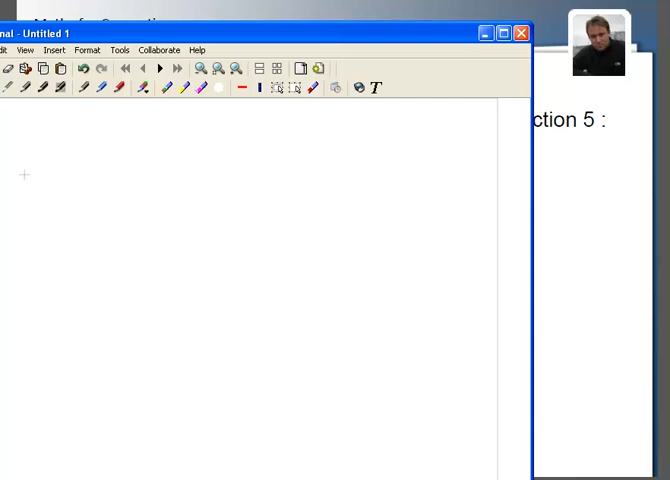 nal - Untitled 1
dit View Insert Format Tools Collaborate Help
T
ction 5 :